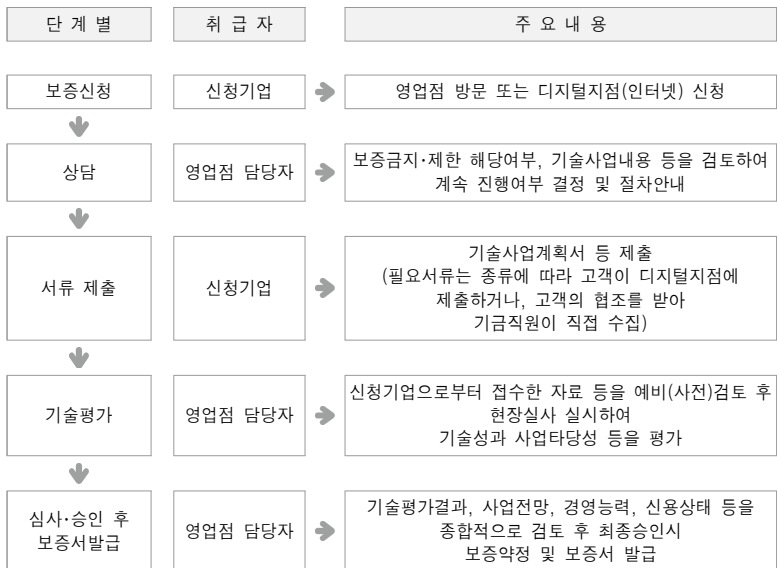 단 계 별
취 급 자
주 요 내 용
보증신청
신청기업
영업점 방문 또는 디지털지점(인터넷) 신청
상담
영업점 담당자
보증금지·제한 해당여부, 기술사업내용 등을 검토하여
계속 진행여부 결정 및 절차안내
서류 제출
신청기업
기술사업계획서 등 제출
(필요서류는 종류에 따라 고객이 디지털지점에
제출하거나, 고객의 협조를 받아
기금직원이 직접 수집)
기술평가
영업점 담당자
신청기업으로부터 접수한 자료 등을 예비(사전)검토 후
현장실사 실시하여
기술성과 사업타당성 등을 평가
심사·승인 후
보증서발급
영업점 담당자
기술평가결과, 사업전망, 경영능력, 신용상태 등을
종합적으로 검토 후 최종승인시
보증약정 및 보증서 발급